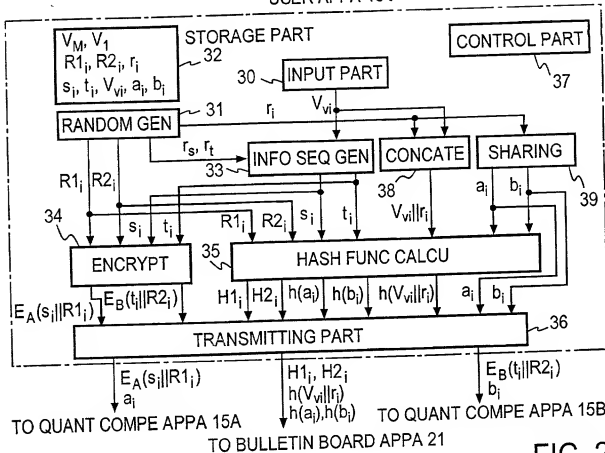 STORAGE PART
32
V_M, V_1
R1_i, R2_i, r_i
s_i, t_i, V_vi, a_i, b_i
CONTROL PART
37
30
INPUT PART
V_vi
31
RANDOM GEN
r_i
r_s, r_t
INFO SEQ GEN
33
CONCATE
38
SHARING
39
R1_i
R2_i
a_i
b_i
34
s_i
t_i
R1_i
R2_i
s_i
t_i
V_vi||r_i
ENCRYPT
35
HASH FUNC CALCU
E_A(s_i||R1_i)
E_B(t_i||R2_i)
H1_i
H2_i
h(a_i)
h(b_i)
h(V_vi||r_i)
a_i
b_i
TRANSMITTING PART
36
E_A(s_i||R1_i)
a_i
H1_i, H2_i
h(V_vi||r_i)
h(a_i),h(b_i)
E_B(t_i||R2_i)
b_i
TO QUANT COMPE APPA 15A
TO QUANT COMPE APPA 15B
TO BULLETIN BOARD APPA 21